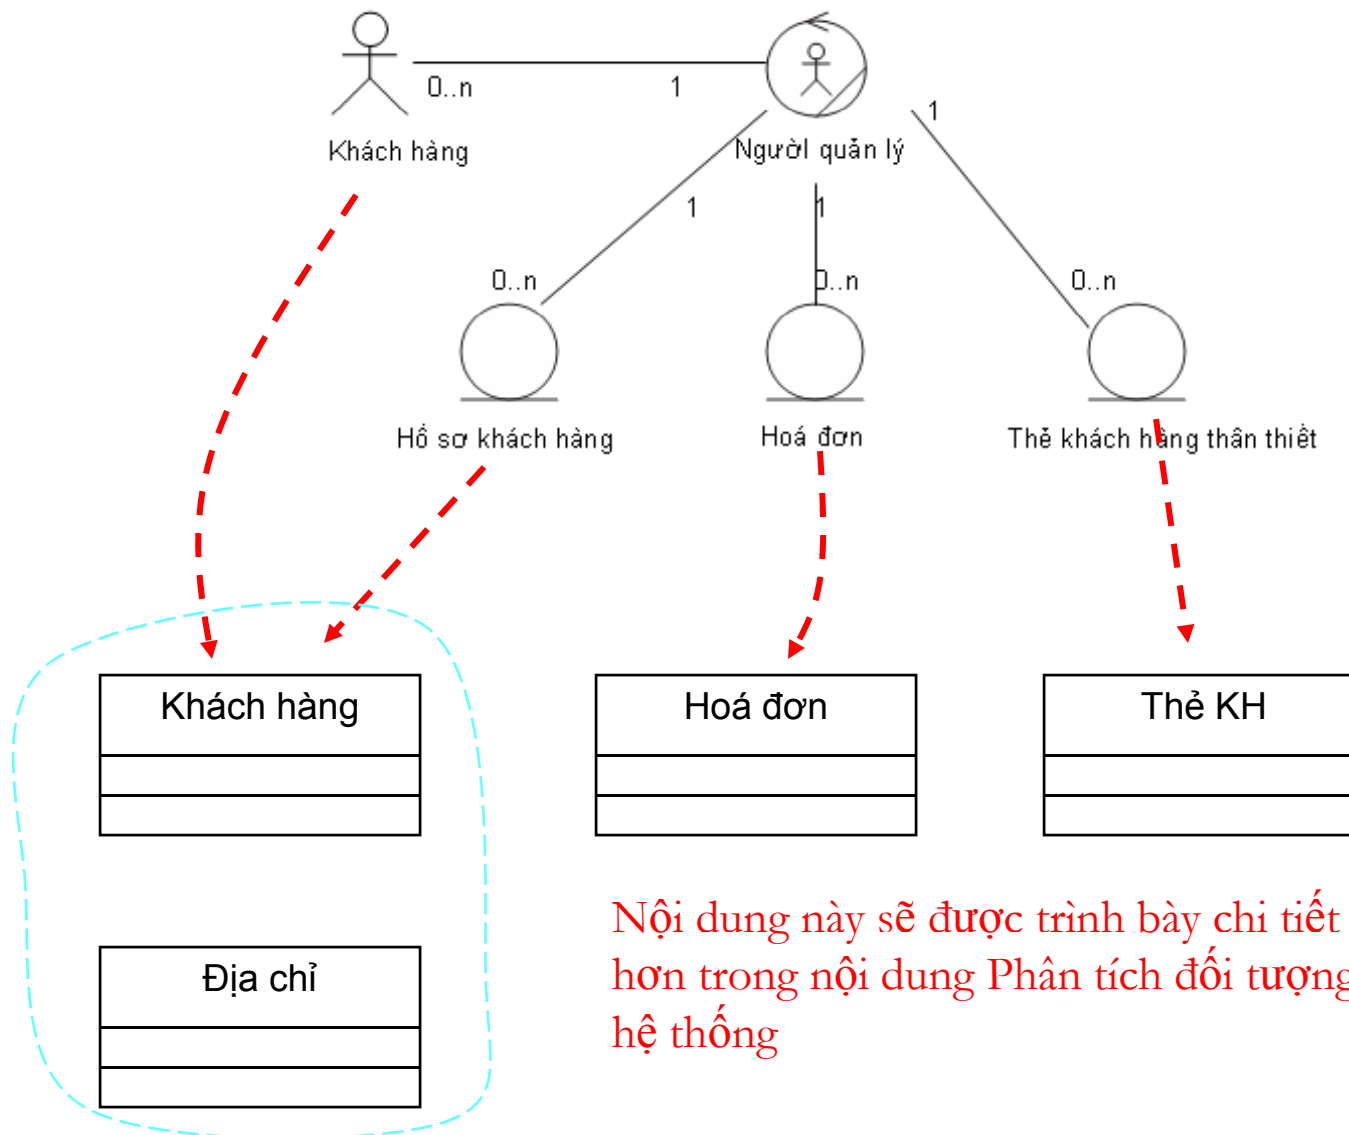 0..n
1
Khách hàng
Người quản lý
1
1
1
0..n
0..n
0..n
Hồ sơ khách hàng
Hoá đơn
Thẻ khách hàng thân thiết
Khách hàng
Hoá đơn
Thẻ KH
Địa chỉ
Nội dung này sẽ được trình bày chi tiết
hơn trong nội dung Phân tích đối tượng
hệ thống